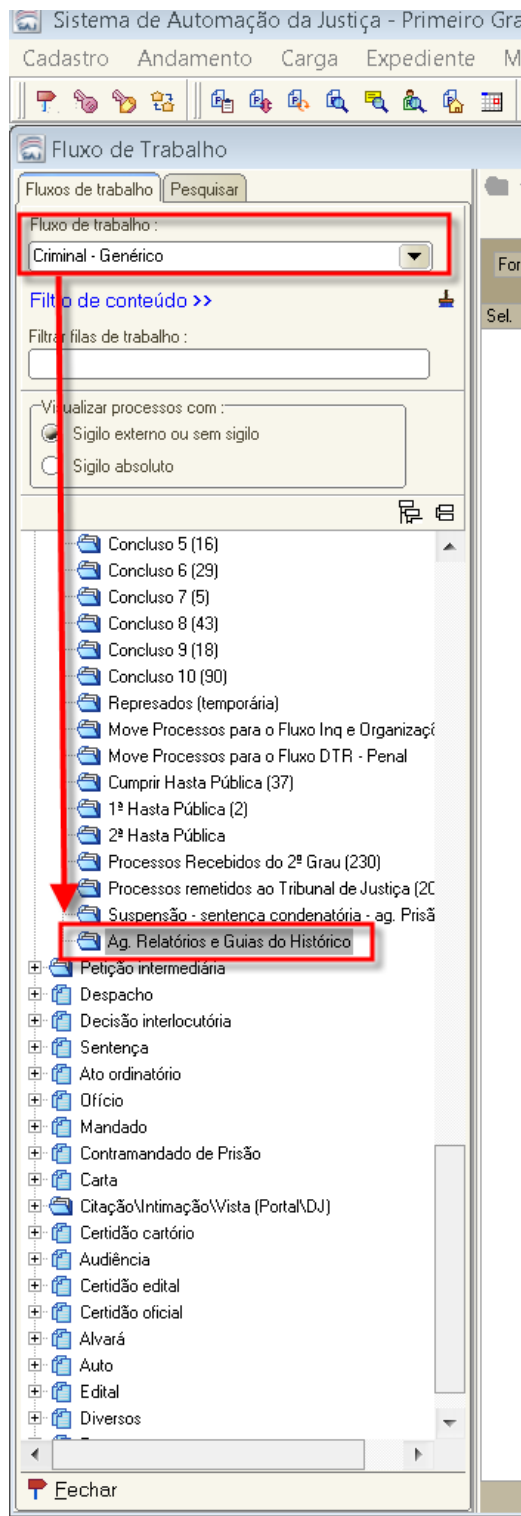 Sistema de Automação da Justiça - Primeiro Gra
Cadastro Andamento Carga Expediente M
Fluxo de Trabalho
Fluxos de trabalho Pesquisar
Fluxo de trabalho :
Criminal - Genérico
For
Filtro de conteúdo >>
Sel.
Filtrar filas de trabalho :
Visualizar processos com :
Sigilo externo ou sem sigilo
Sigilo absoluto
Concluso 5 (16)
Concluso 6 (29)
Concluso 7 (5)
Concluso 8 (43)
Concluso 9 (18)
Concluso 10 (90)
Represados (temporária)
Move Processos para o Fluxo Inq e Organizaçõ
Move Processos para o Fluxo DTR - Penal
Cumprir Hasta Pública (37)
1ª Hasta Pública (2)
2ª Hasta Pública
Processos Recebidos do 2º Grau (230)
Processos remetidos ao Tribunal de Justiça (20
Suspensão - sentença condenatória - ag. Prisã
Ag. Relatórios e Guias do Histórico
Petição intermediária
Despacho
Decisão interlocutória
Sentença
Ato ordinatório
Ofício
Mandado
Contramandado de Prisão
Carta
Citação\Intimação\Vista (Portal\DJ)
Certidão cartório
Audiência
Certidão edital
Certidão oficial
Alvará
Auto
Edital
Diversos
Fechar